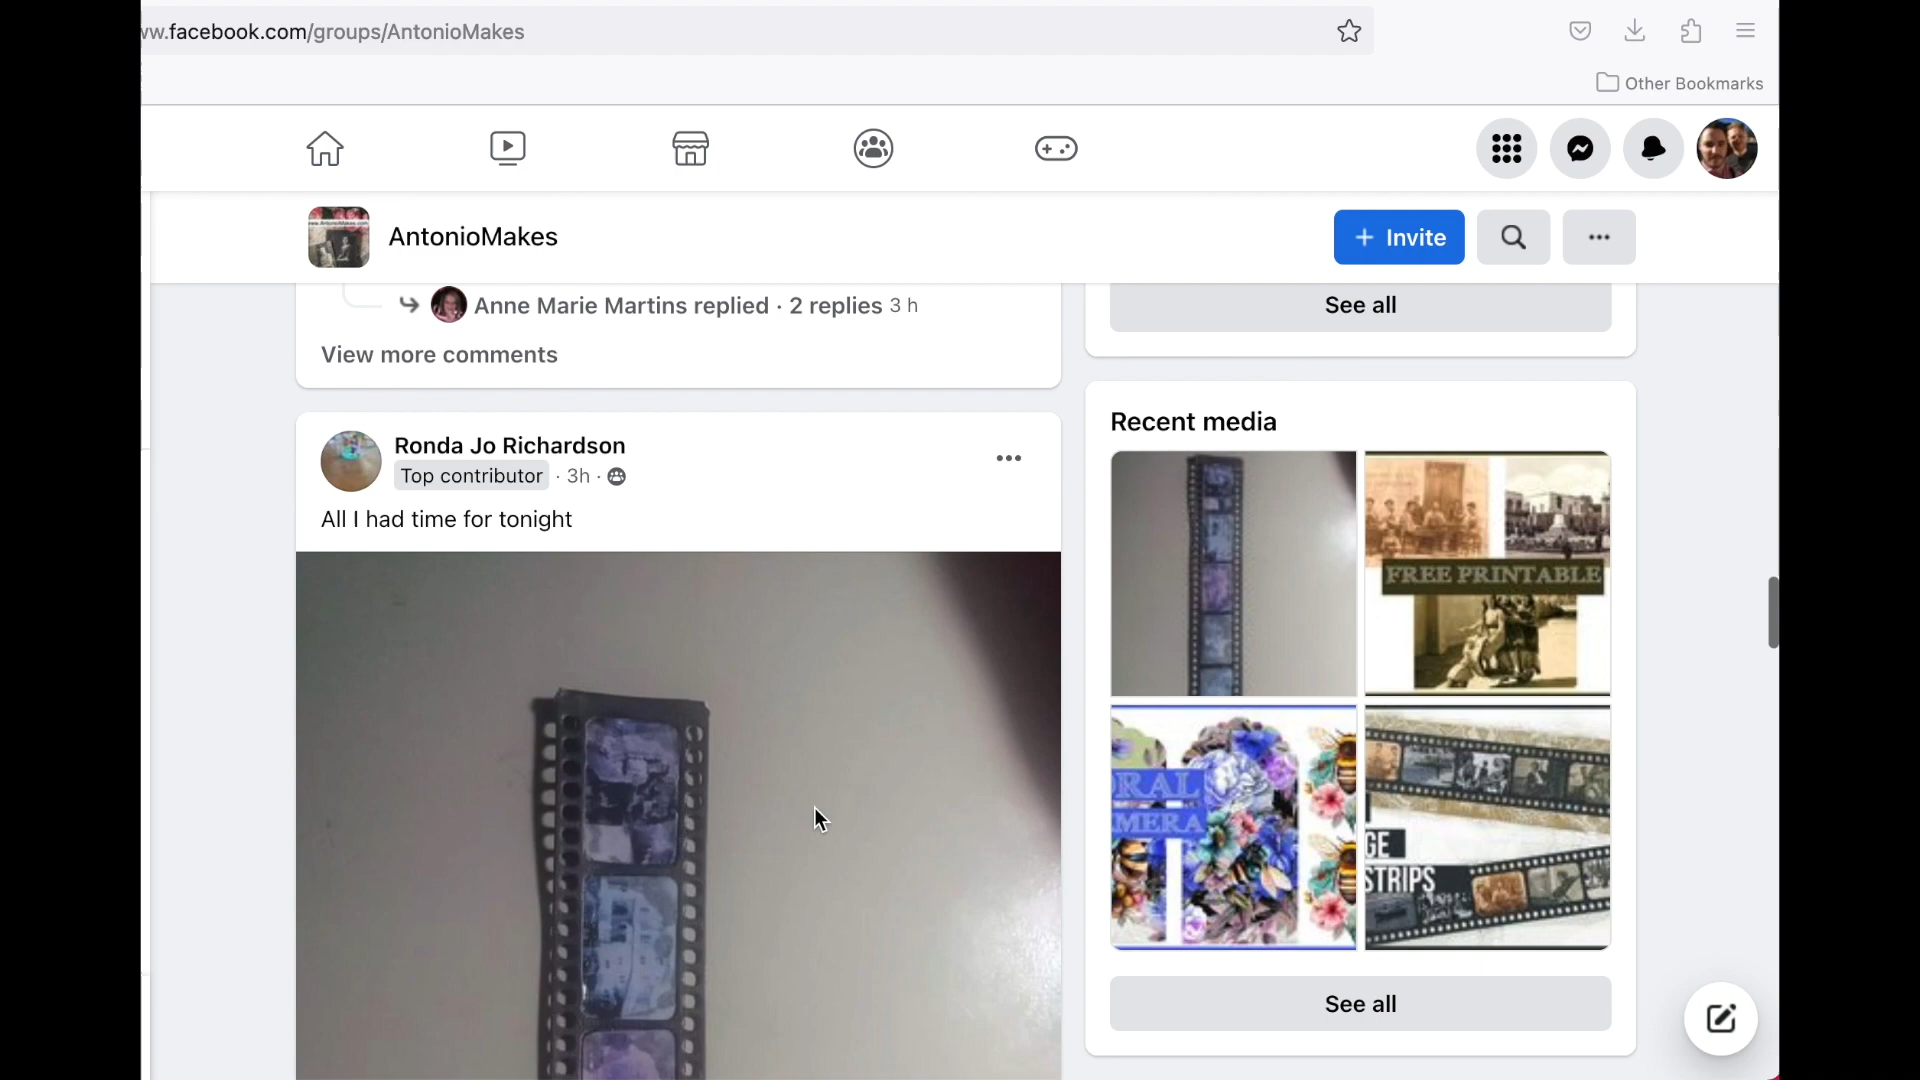 ww.facebook.com/groups/AntonioMakes
Other Bookmarks
AntonioMakes
+ Invite
Anne Marie Martins replied · 2 replies 3 h
View more comments
See all
Ronda Jo Richardson
Top contributor · 3h ·
All I had time for tonight
Recent media
FREE PRINTABLE
ORAL
MERA
GE
STRIPS
See all